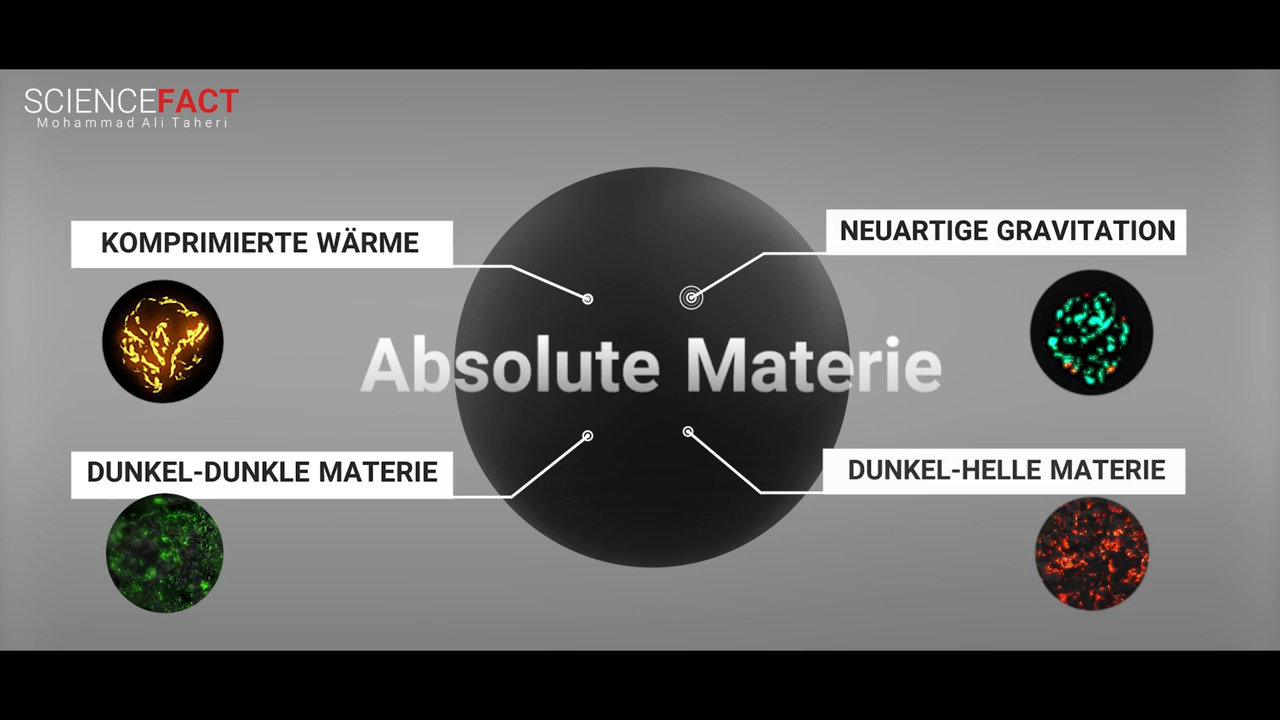 SCIENCEFACT
Mohammad Ali Taheri
KOMPRIMIERTE WÄRME
NEUARTIGE GRAVITATION
Absolute Materie
DUNKEL-DUNKLE MATERIE
DUNKEL-HELLE MATERIE